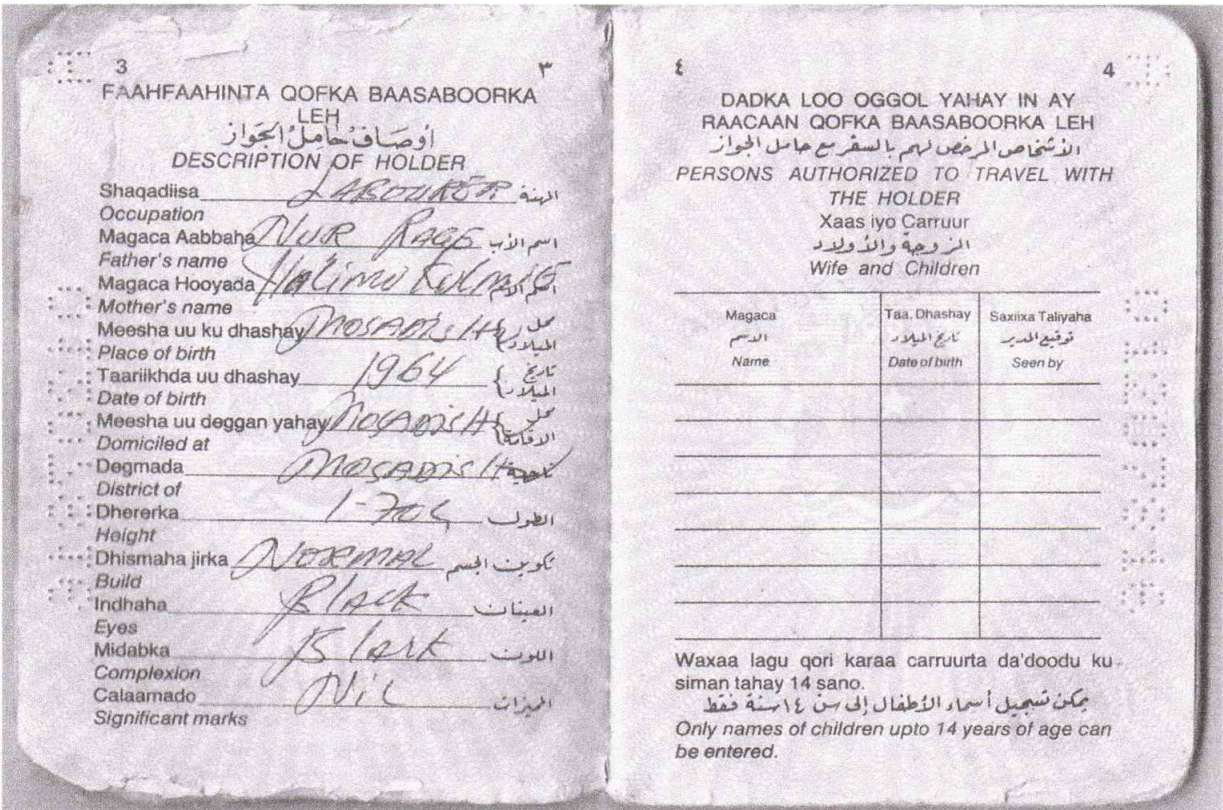 3 ٣
FAAHFAAHINTA QOFKA BAASABOORKA
LEH
أوصاف حامل الجواز
DESCRIPTION OF HOLDER
Shaqadiisa LABOURER المهنة
Occupation
Magaca Aabbaha NUR RAGE اسم الأب
Father's name
Magaca Hooyada Halimo اسم الأم
Mother's name
Meesha uu ku dhashay MOGADISH محل الميلاد
Place of birth
Taariikhda uu dhashay 1964 تاريخ الميلاد
Date of birth
Meesha uu deggan yahay MOGADISH محل الاقامة
Domiciled at
Degmada MOGADISH ناحية
District of
Dhererka الطول
Height
Dhismaha jirka NORMAL تكوين الجسم
Build
Indhaha Black العينان
Eyes
Midabka Black اللون
Complexion
Calaamado Nil الميزات
Significant marks
٤ 4
DADKA LOO OGGOL YAHAY IN AY
RAACAAN QOFKA BAASABOORKA LEH
الأشخاص المرخص لهم بالسفر مع حامل الجواز
PERSONS AUTHORIZED TO TRAVEL WITH
THE HOLDER
Xaas iyo Carruur
الزوجة والأولاد
Wife and Children
Magaca Taa. Dhashay Saxiixa Taliyaha
الاسم تاريخ الميلاد توقيع المدير
Name Date of birth Seen by
Waxaa lagu qori karaa carruurta da'doodu ku
siman tahay 14 sano.
يمكن تسجيل أسماء الأطفال إلى سن ١٤ سنة فقط
Only names of children upto 14 years of age can
be entered.